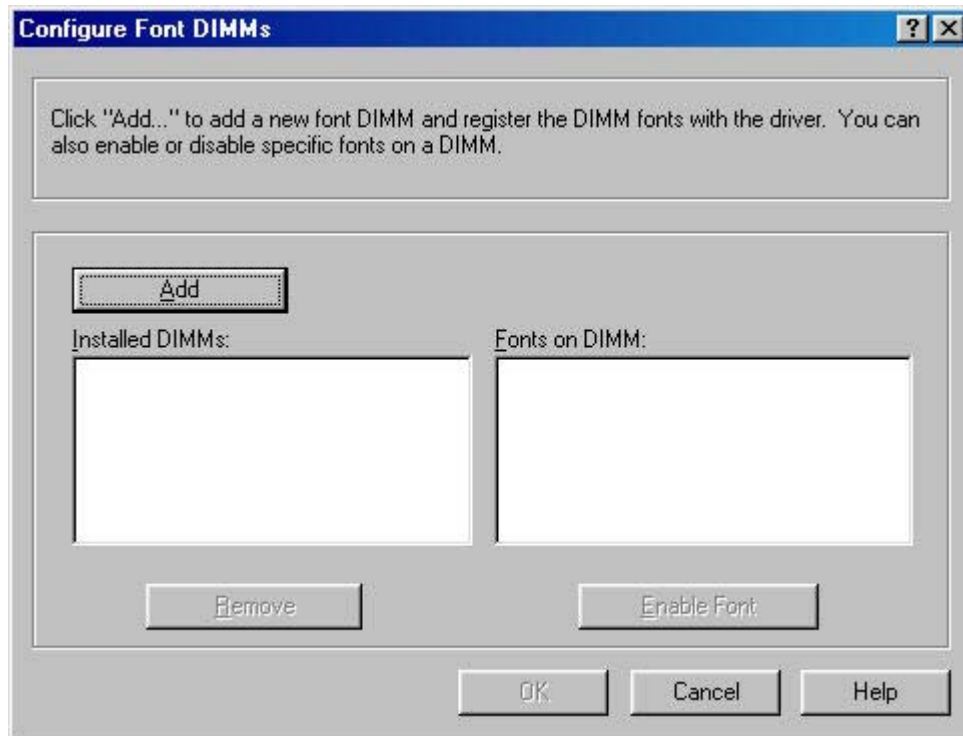 Configure Font DIMMs
Click "Add..." to add a new font DIMM and register the DIMM fonts with the driver. You can
also enable or disable specific fonts on a DIMM.
Add
Installed DIMMs:
Fonts on DIMM:
Remove
Enable Font
OK
Cancel
Help